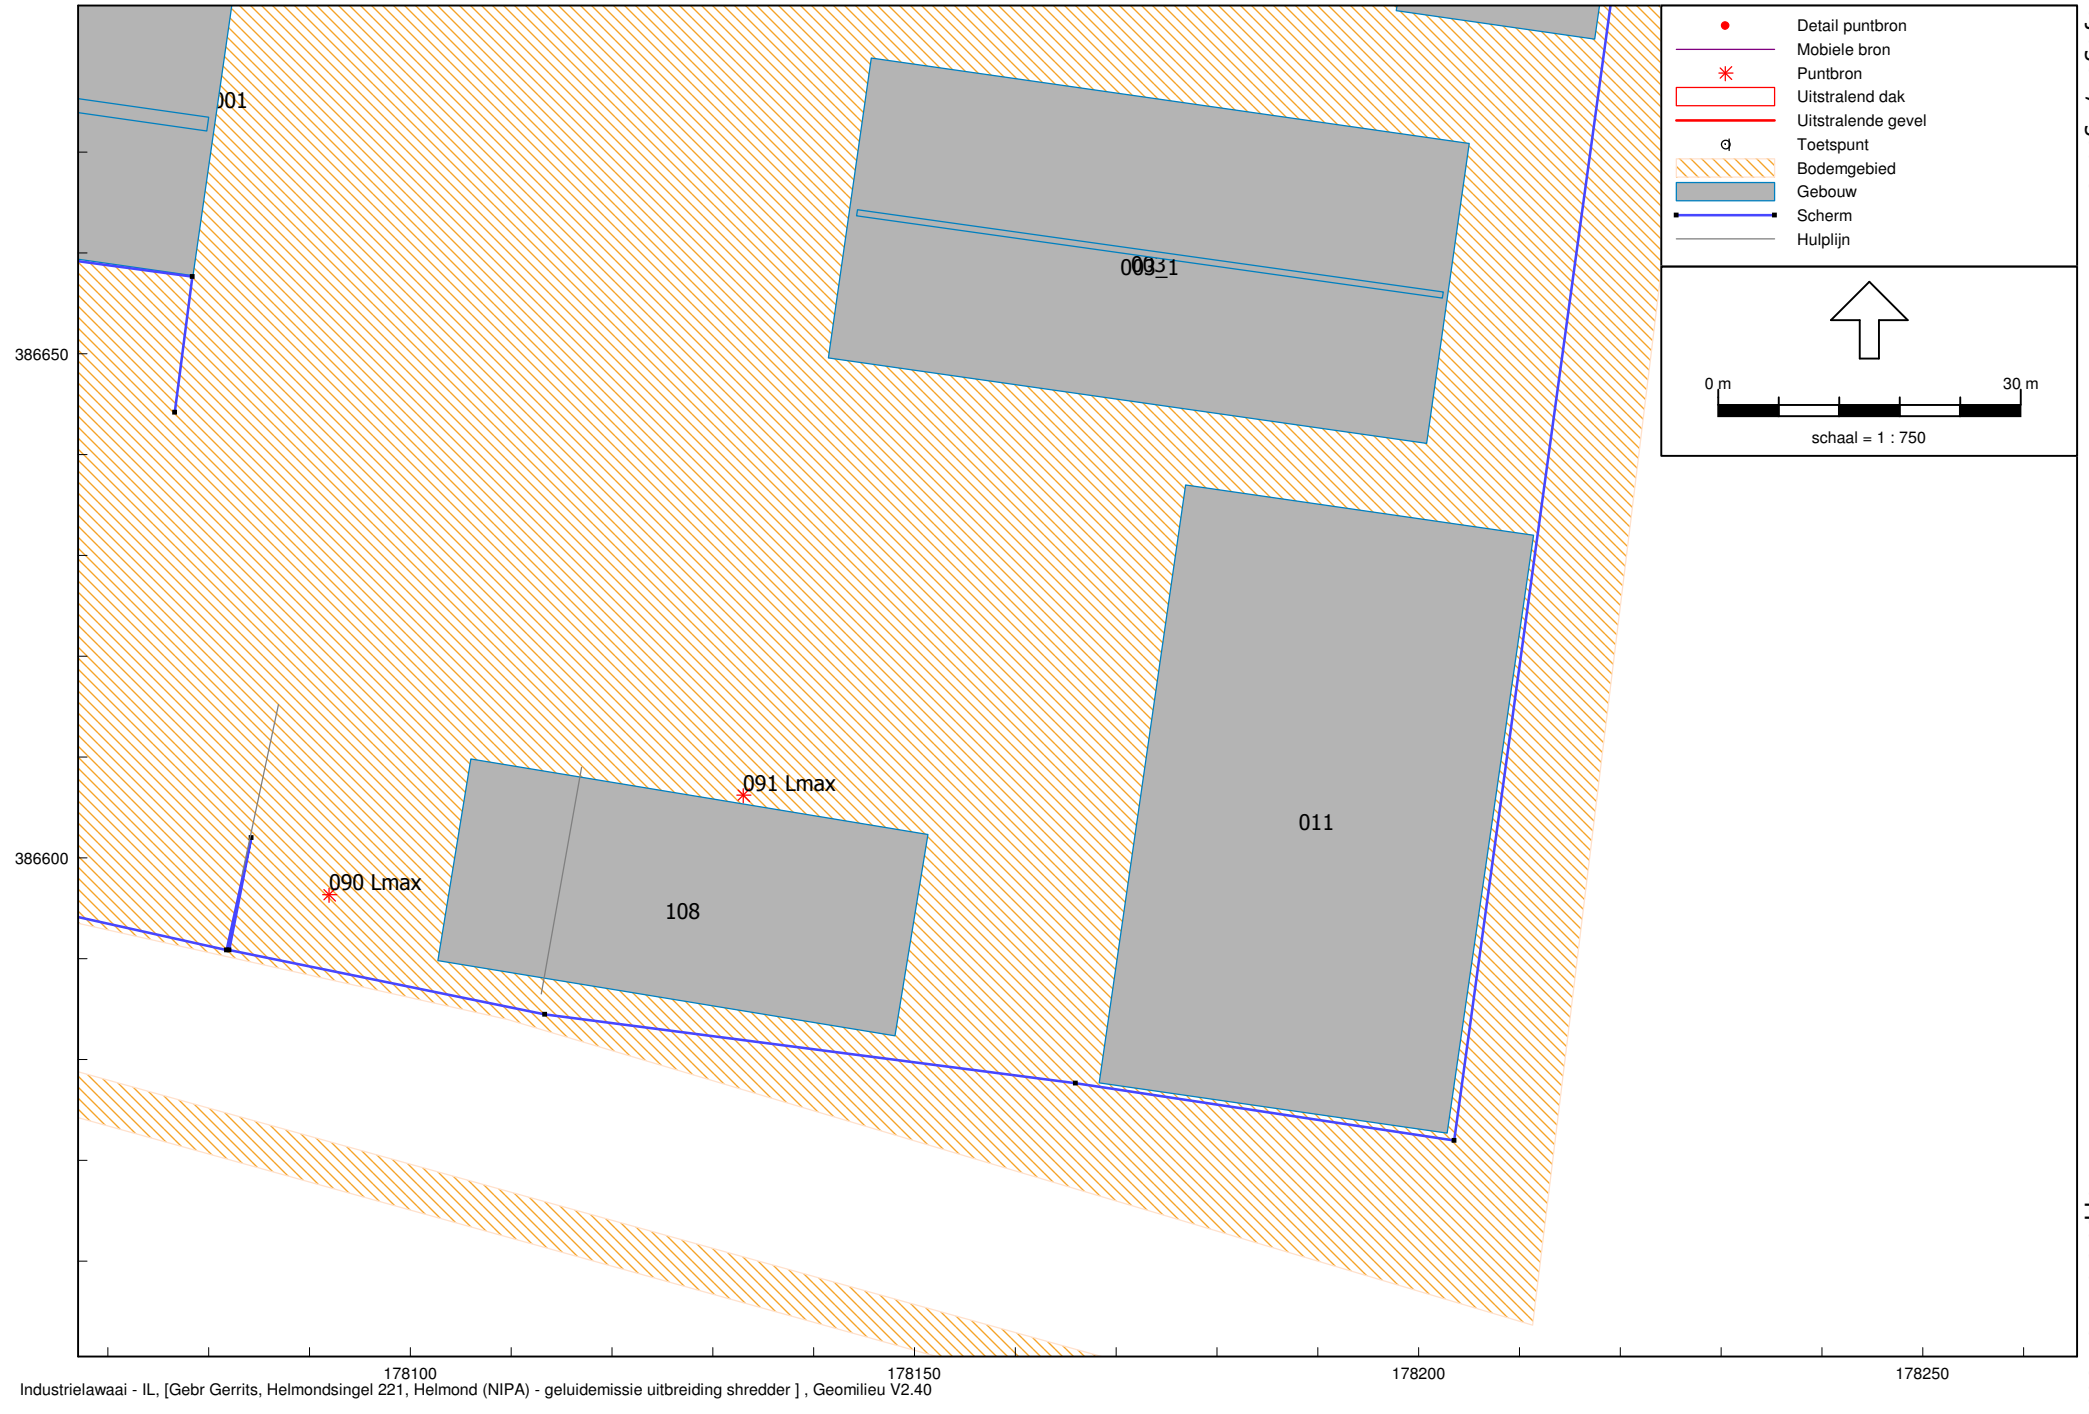 Detail puntbron
Mobiele bron
Puntbron
Uitstralend dak
Uitstralende gevel
Toetspunt
Bodemgebied
Gebouw
Scherm
Hulplijn
0 m 30 m
schaal = 1 : 750
386650
091 Lmax
011
386600
090 Lmax
108
178100 178150 178200 178250
Industrielawaai - IL, [Gebr Gerrits, Helmondsingel 221, Helmond (NIPA) - geluidemissie uitbreiding shredder ] , Geomilieu V2.40